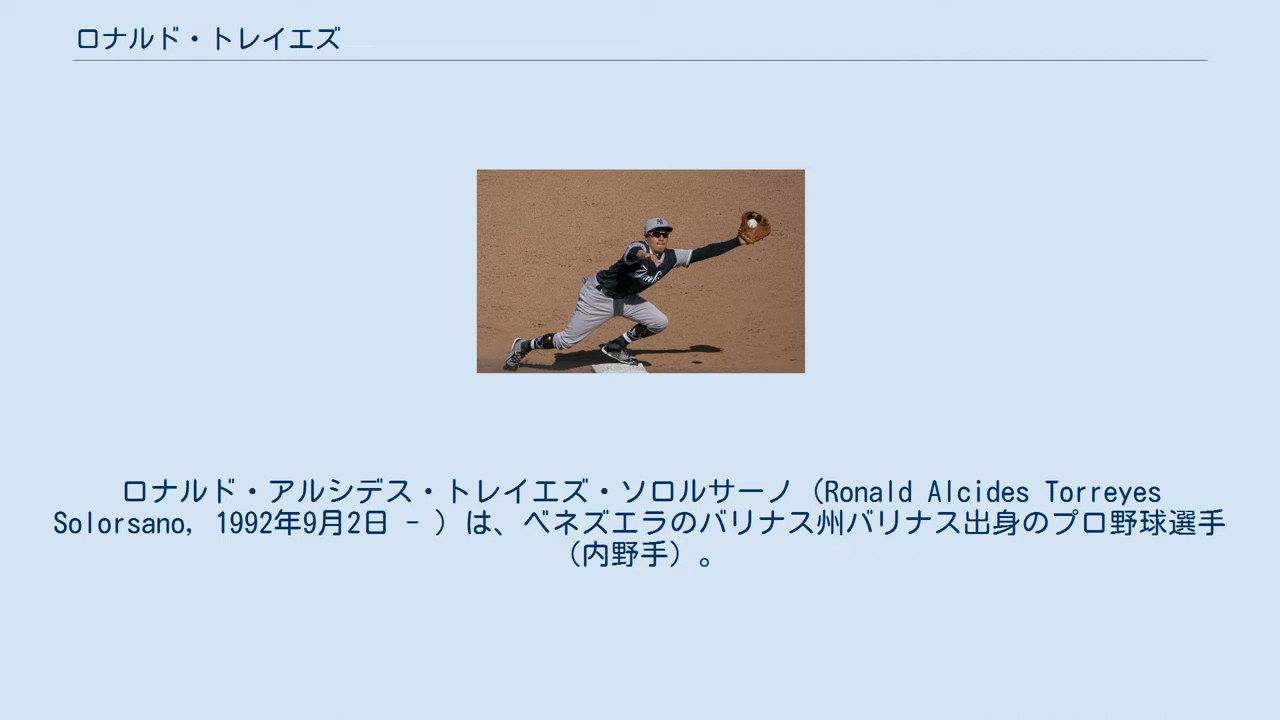 ロナルド・トレイエズ
ロナルド・アルシデス・トレイエズ・ソロルサーノ（Ronald Alcides Torreyes
Solorsano, 1992年9月2日 - ）は、ベネズエラのバリナス州バリナス出身のプロ野球選手
（内野手）。